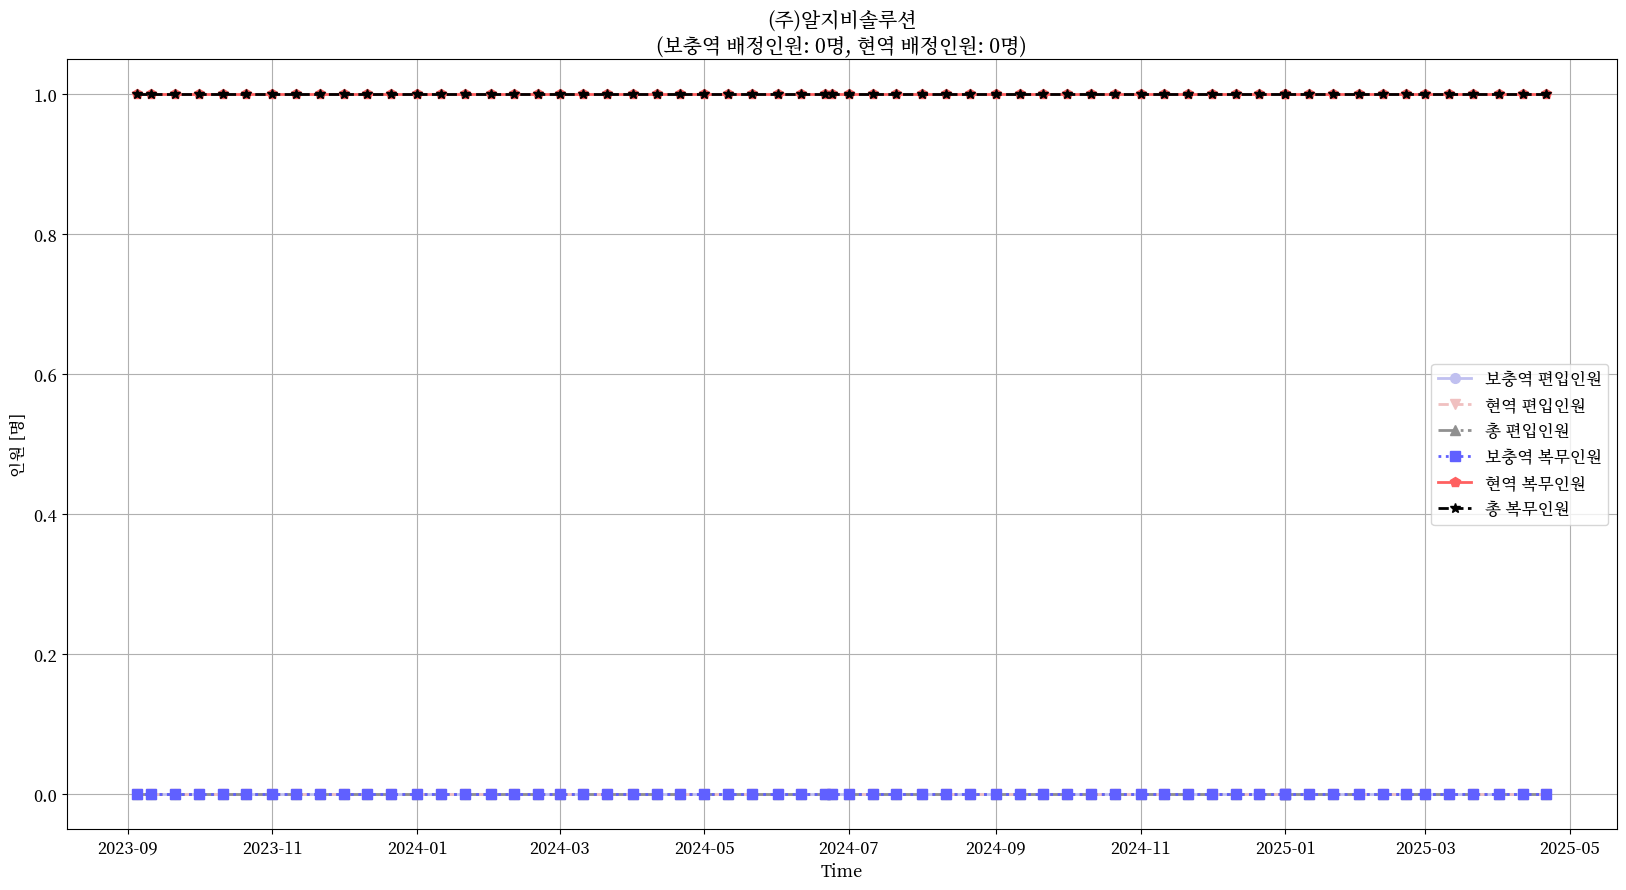 (주)알지비솔루션
(보충역 배정인원: 0명, 현역 배정인원: 0명)
인원 [명]
1.0
0.8
0.6
0.4
0.2
0.0
보충역 편입인원
현역 편입인원
총 편입인원
보충역 복무인원
현역 복무인원
총 복무인원
2023-09 2023-11 2024-01 2024-03 2024-05 2024-07 2024-09 2024-11 2025-01 2025-03 2025-05
Time